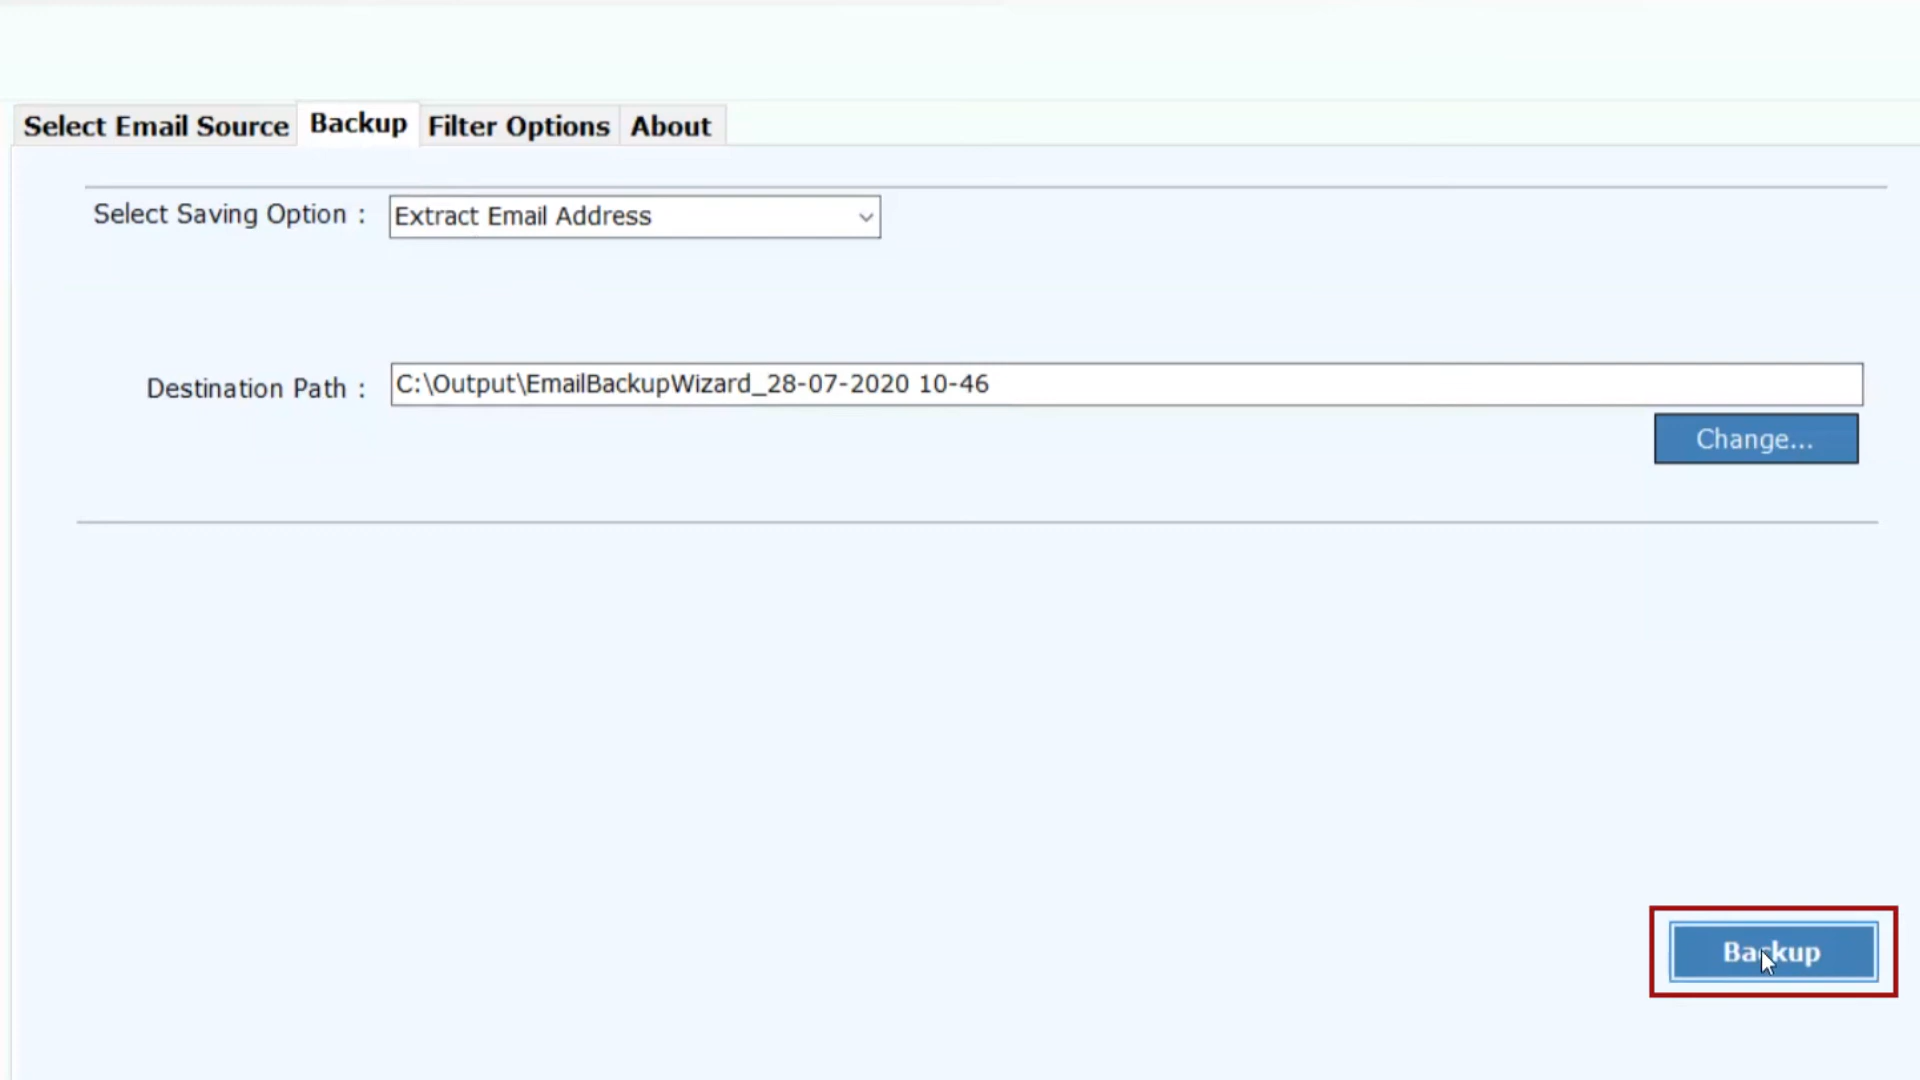 Select Email Source Backup Filter Options About
Select Saving Option : Extract Email Address
Destination Path : C:\Output\EmailBackupWizard_28-07-2020 10-46
Change...
Backup